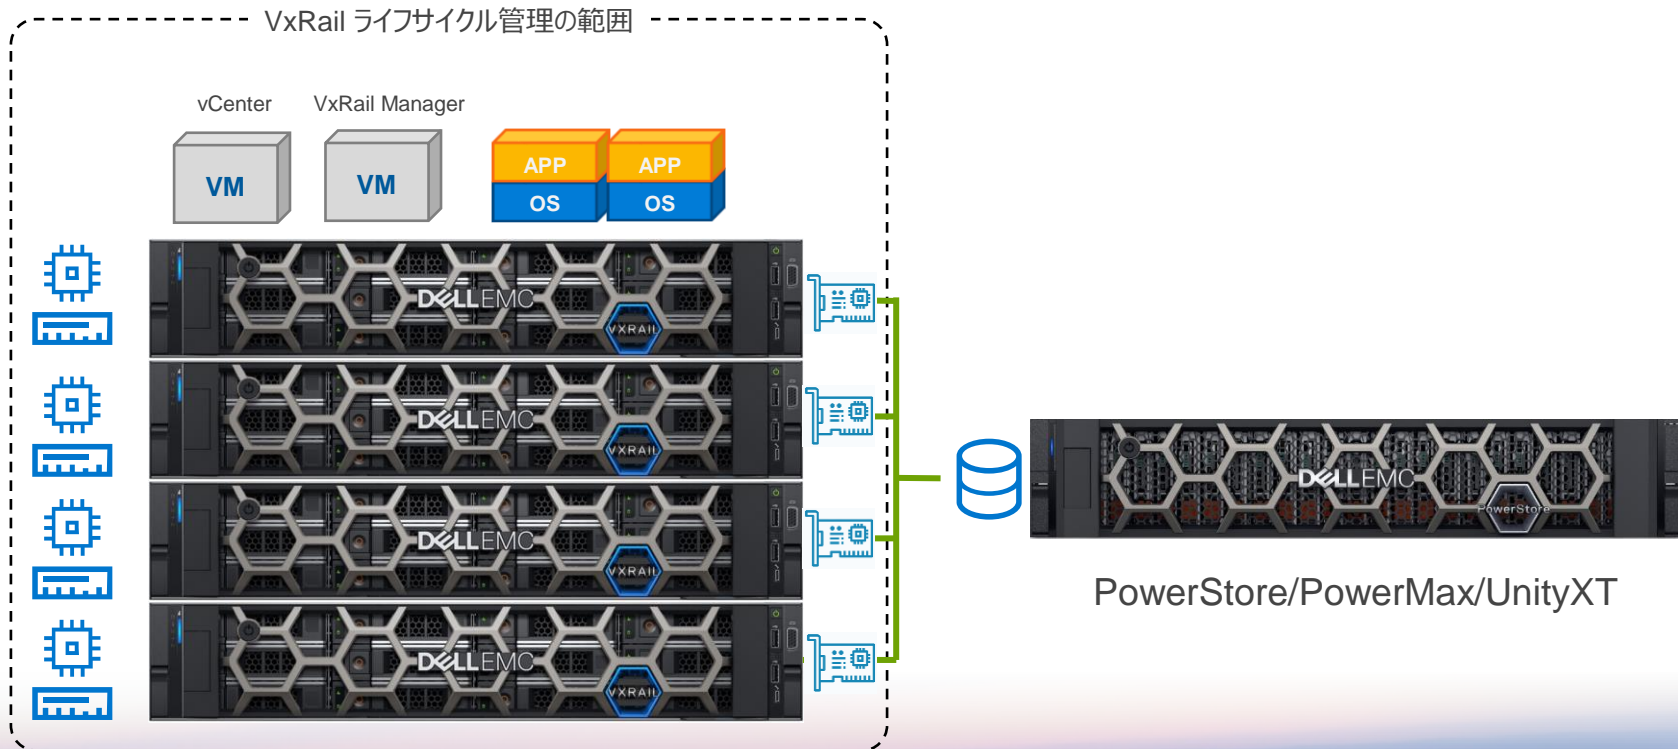 VxRail ライフサイクル管理の範囲
vCenter
VxRail Manager
VM
VM
APP
APP
OS
OS
DELLEMC
VXRAIL
DELLEMC
VXRAIL
DELLEMC
VXRAIL
DELLEMC
VXRAIL
DELLEMC
PowerStore
PowerStore/PowerMax/UnityXT